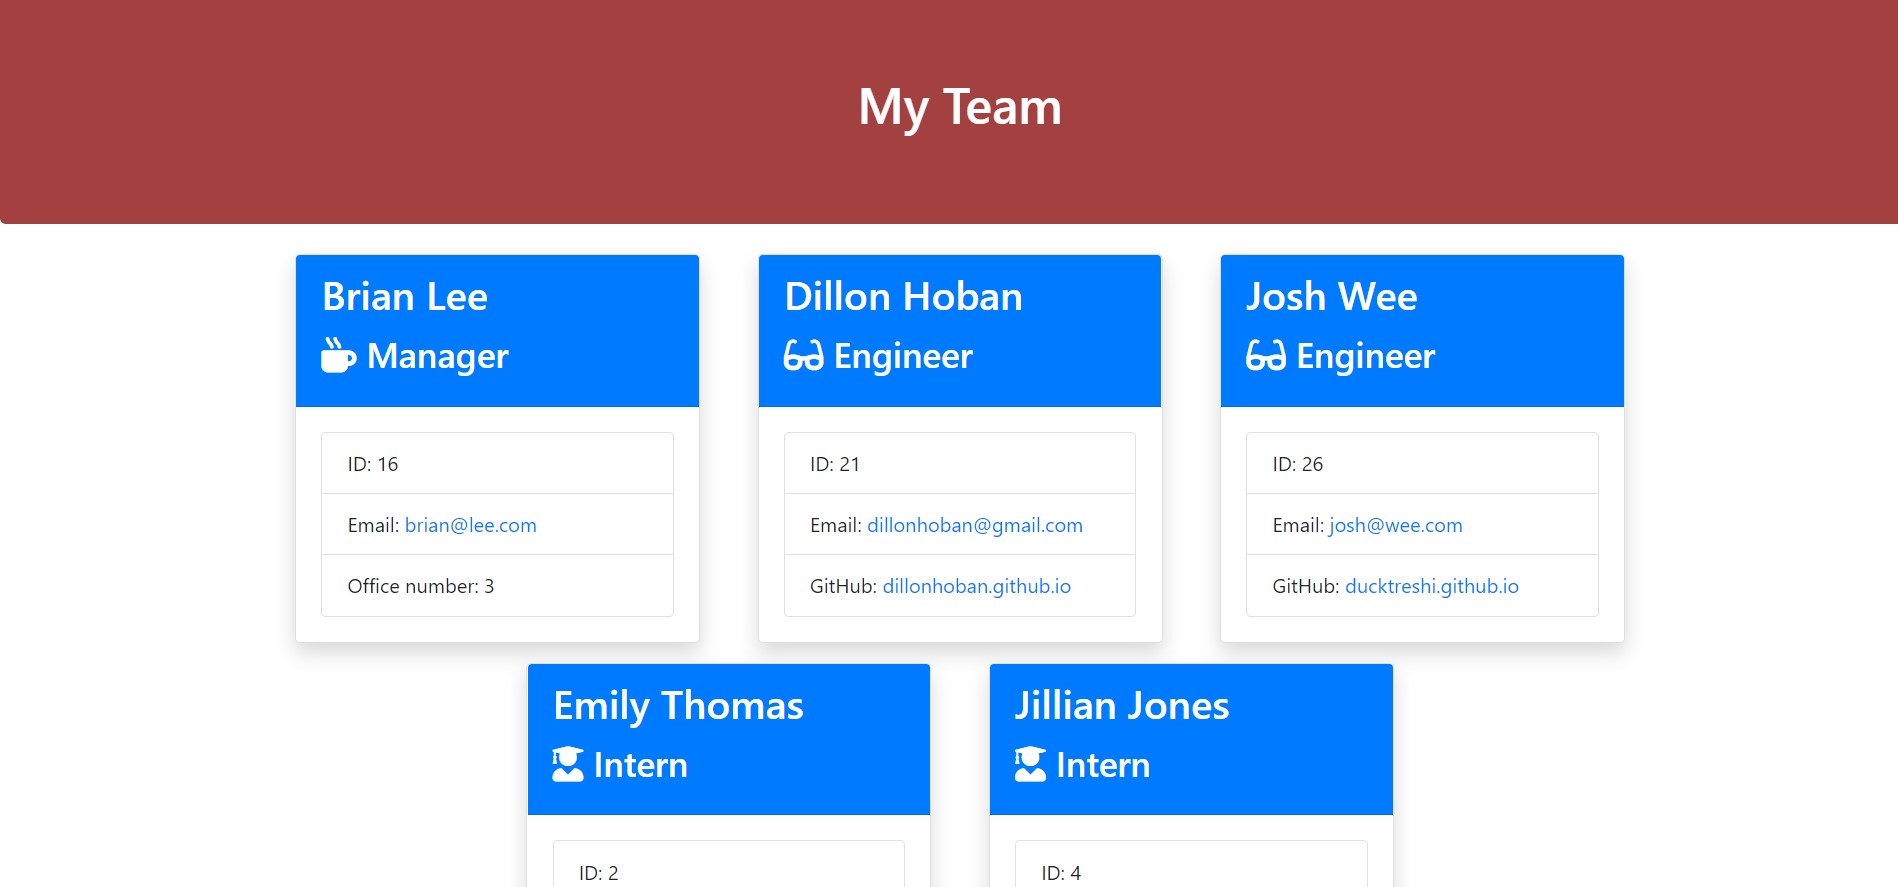 My Team
Brian Lee
Manager
ID: 16
Email: brian@lee.com
Office number: 3
Dillon Hoban
Engineer
ID: 21
Email: dillonhoban@gmail.com
GitHub: dillonhoban.github.io
Josh Wee
Engineer
ID: 26
Email: josh@wee.com
GitHub: ducktreshi.github.io
Emily Thomas
Intern
ID: 2
Jillian Jones
Intern
ID: 4